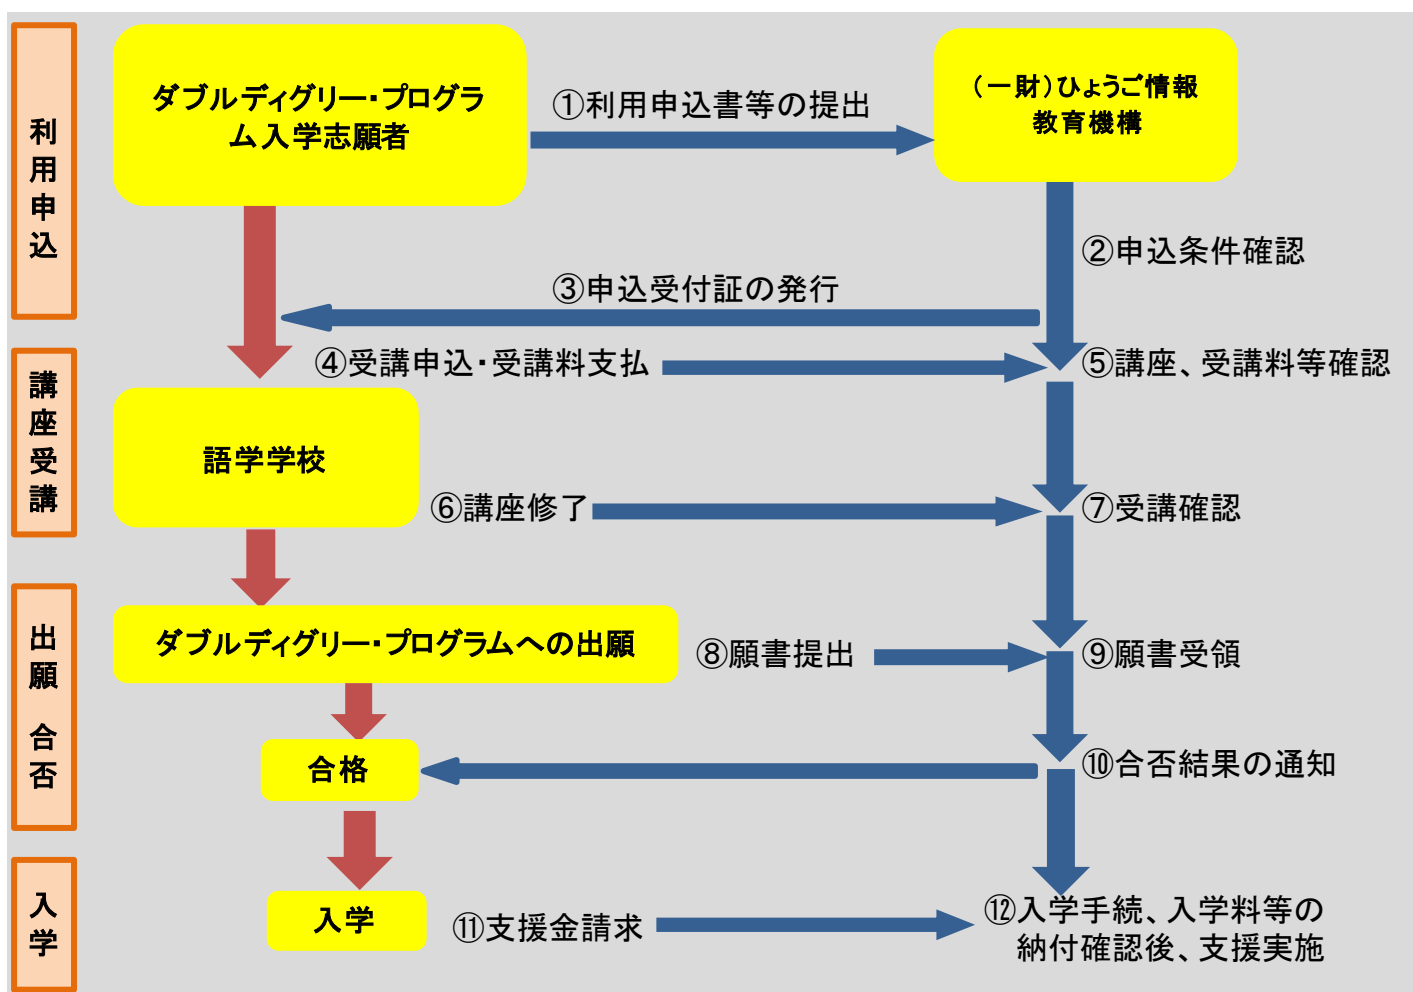 利用申込
ダブルディグリー・プログラ
ム入学志願者
①利用申込書等の提出
（一財）ひょうご情報
教育機構
②申込条件確認
③申込受付証の発行
講座受講
④受講申込・受講料支払
⑤講座、受講料等確認
語学学校
⑥講座修了
⑦受講確認
出願 合否
ダブルディグリー・プログラムへの出願
⑧願書提出
⑨願書受領
合格
⑩合否結果の通知
入学
入学
⑪支援金請求
⑫入学手続、入学料等の
納付確認後、支援実施